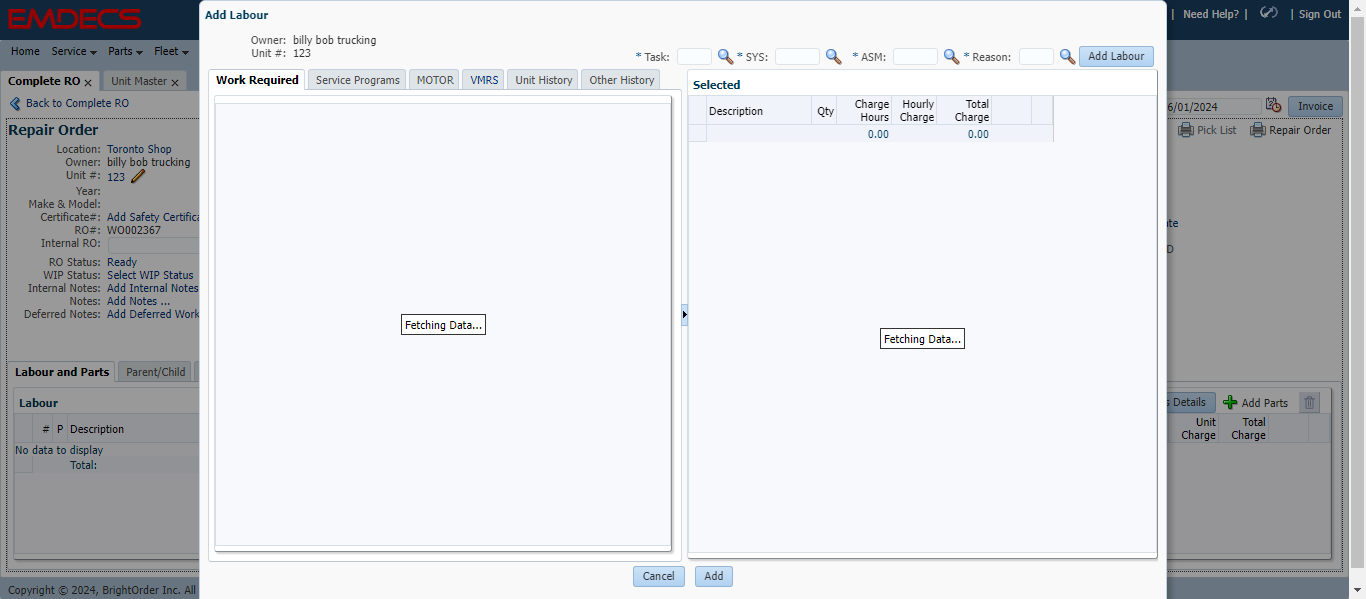 EMDECS
Need Help? | Sign Out
Home Service Parts Fleet
Complete RO Unit Master
Back to Complete RO
6/01/2024 Invoice
Pick List Repair Order
Repair Order
Location: Toronto Shop
Owner: billy bob trucking
Unit #: 123
Year:
Make & Model:
Certificate#: Add Safety Certifica
RO#: WO002367
Internal RO:
RO Status: Ready
WIP Status: Select WIP Status
Internal Notes: Add Internal Notes
Notes: Add Notes ...
Deferred Notes: Add Deferred Work
Labour and Parts Parent/Child
Labour
# P Description
No data to display
Total:
Details Add Parts
Unit Charge Total Charge
Copyright © 2024, BrightOrder Inc. All
Add Labour
Owner: billy bob trucking
Unit #: 123
* Task: * SYS: * ASM: * Reason: Add Labour
Work Required Service Programs MOTOR VMRS Unit History Other History
Fetching Data...
Selected
Description Qty Charge Hours Hourly Charge Total Charge
0.00 0.00
Fetching Data...
Cancel Add